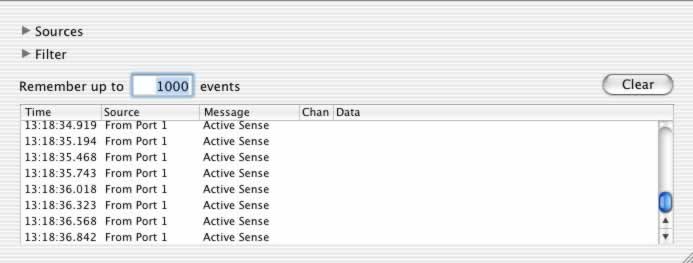 Sources
Filter
Remember up to 1000 events Clear
Time Source Message Chan Data
13:18:34.919 From Port 1 Active Sense
13:18:35.194 From Port 1 Active Sense
13:18:35.468 From Port 1 Active Sense
13:18:35.743 From Port 1 Active Sense
13:18:36.018 From Port 1 Active Sense
13:18:36.323 From Port 1 Active Sense
13:18:36.568 From Port 1 Active Sense
13:18:36.842 From Port 1 Active Sense